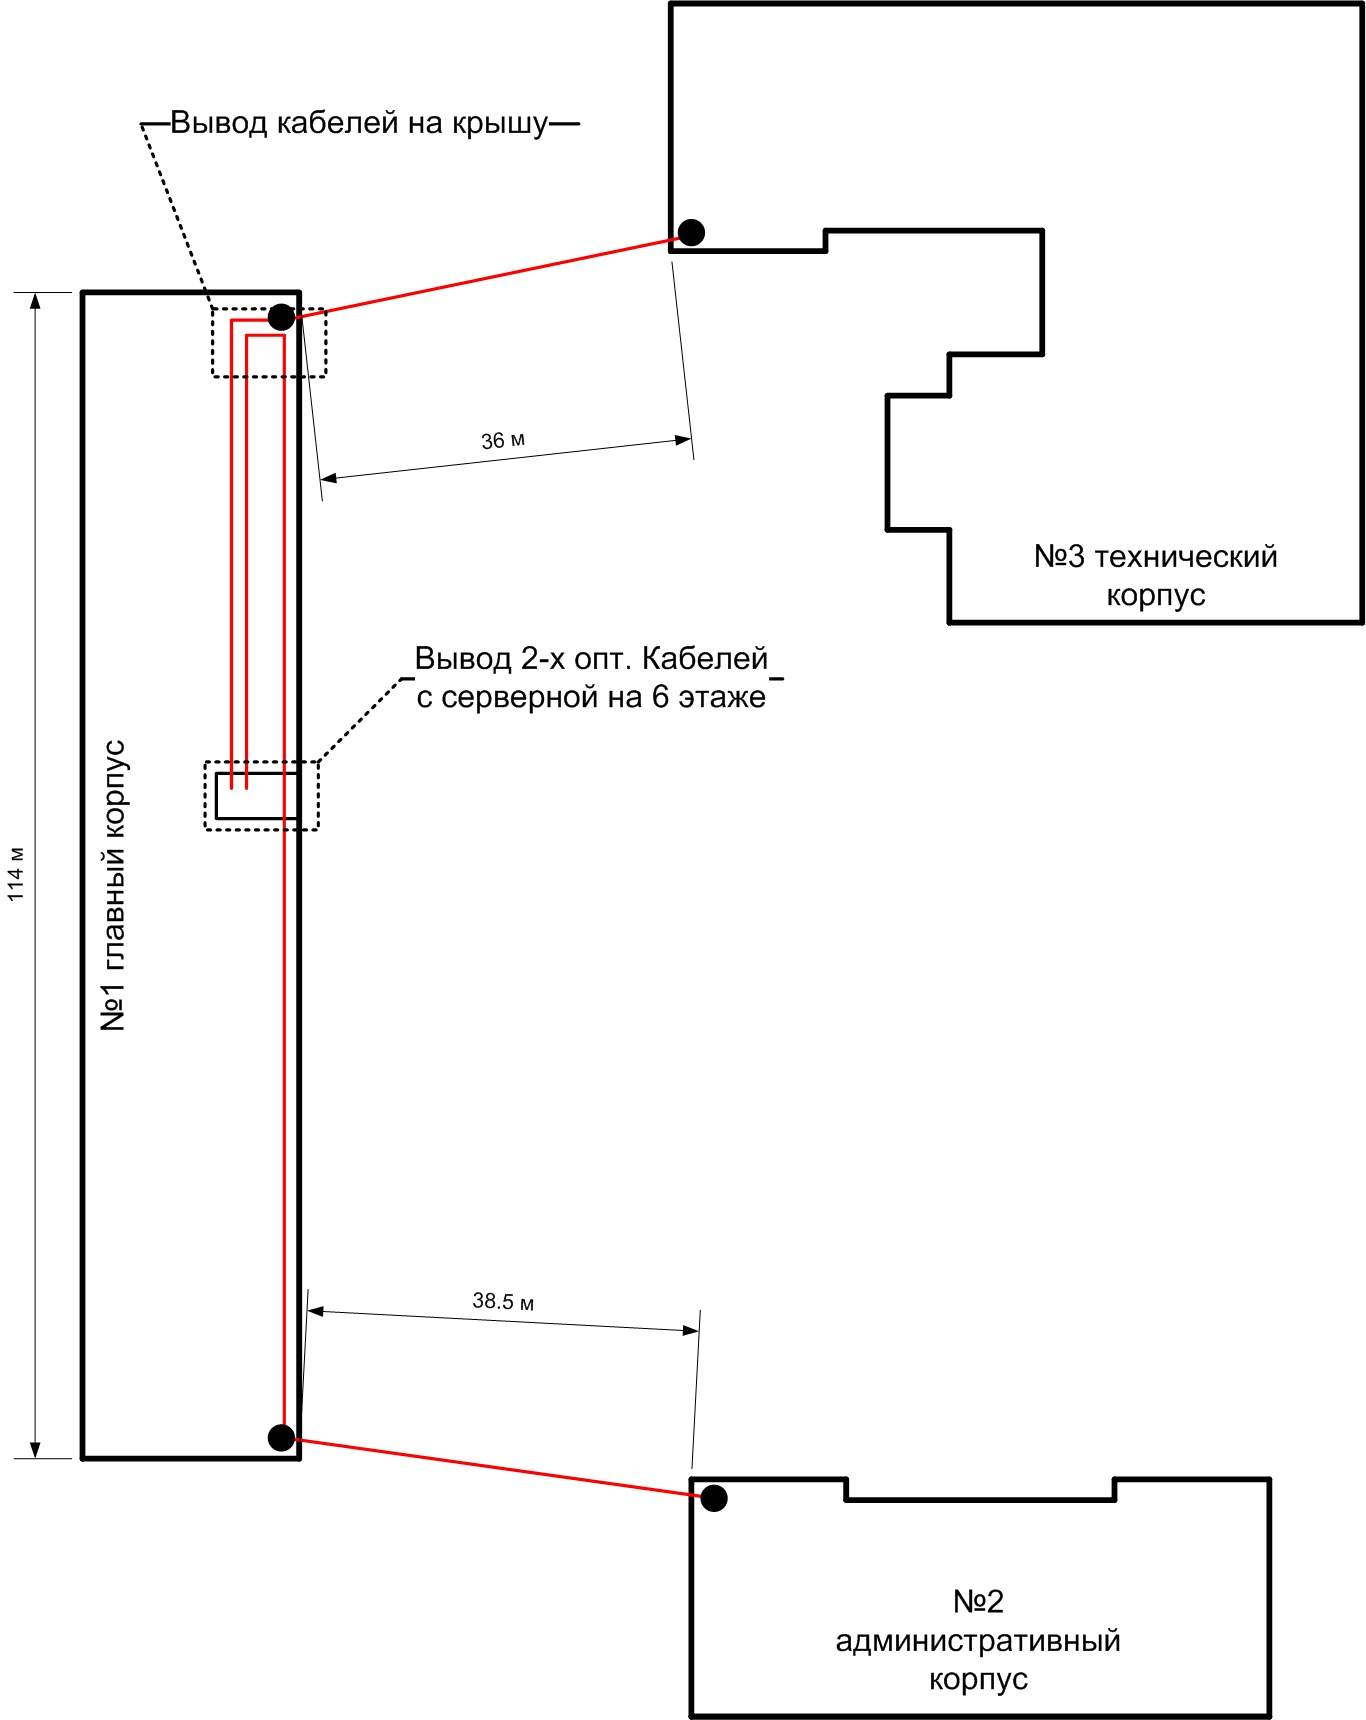 Вывод кабелей на крышу
36 м
№3 технический
корпус
Вывод 2-х опт. Кабелей
с серверной на 6 этаже
№1 главный корпус
114 м
38.5 м
№2
административный
корпус